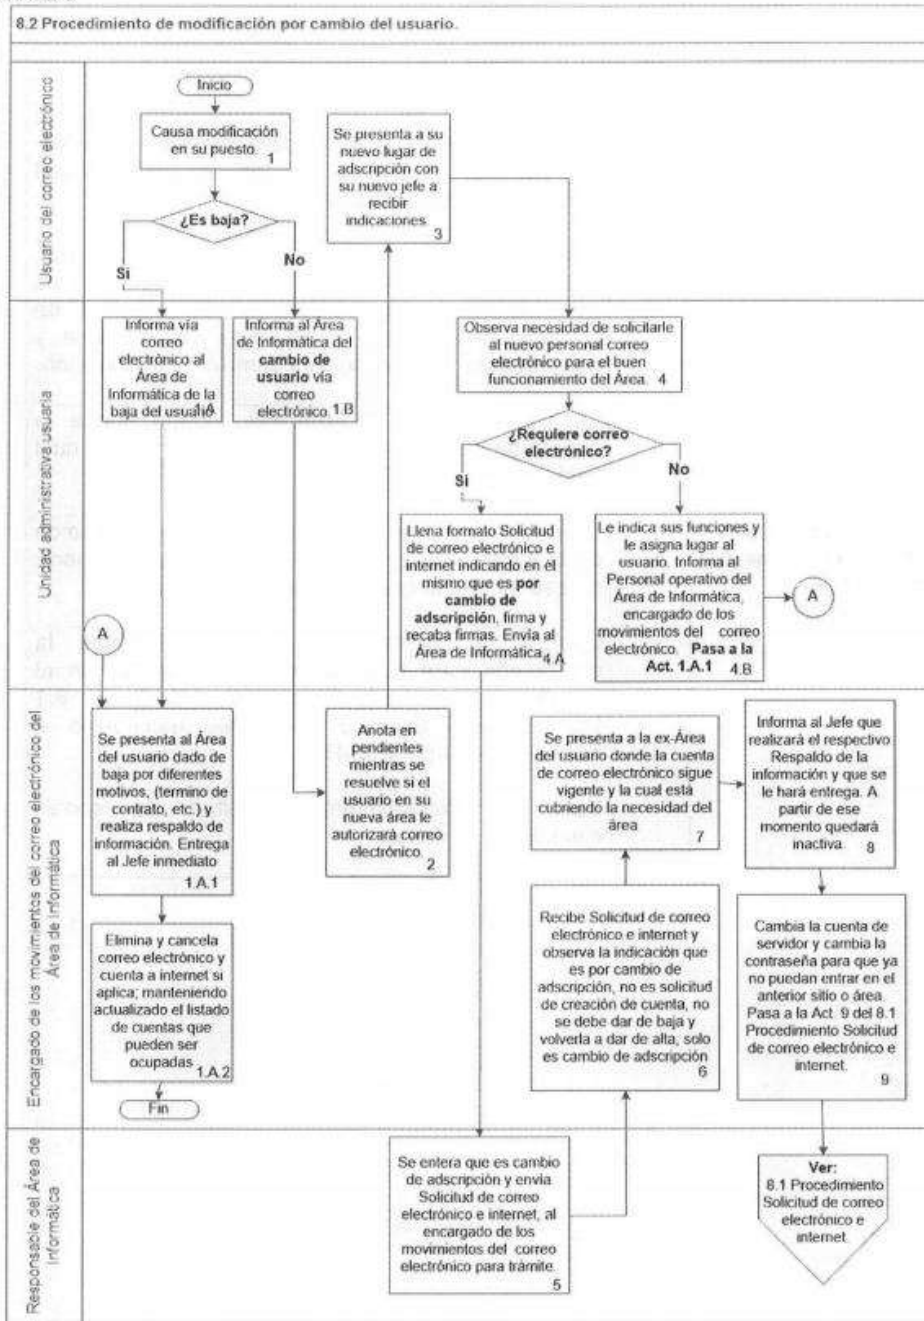 8.2 Procedimiento de modificación por cambio del usuario.
Usuario del correo electrónico
Inicio
Causa modificación
en su puesto.
1
¿Es baja?
Si
No
Se presenta a su
nuevo lugar de
adscripción con
su nuevo jefe a
recibir
indicaciones
3
Unidad administrativa usuaria
Informa vía
correo
electrónico al
Área de
Informática de la
baja del usuario
1.A
Informa al Área
de Informática del
cambio de
usuario vía
correo
electrónico.
1.B
Observa necesidad de solicitarle
al nuevo personal correo
electrónico para el buen
funcionamiento del Área.
4
¿Requiere correo
electrónico?
Si
No
Llena formato Solicitud
de correo electrónico e
internet indicando en él
mismo que es por
cambio de
adscripción, firma y
recaba firmas. Envía al
Área de Informática
4.A
Le indica sus funciones y
le asigna lugar al
usuario. Informa al
Personal operativo del
Área de Informática,
encargado de los
movimientos del correo
electrónico. Pasa a la
Act. 1.A.1
4.B
A
A
Encargado de los movimientos del correo electrónico del
Área de Informática
Se presenta al Área
del usuario dado de
baja por diferentes
motivos, (termino de
contrato, etc.) y
realiza respaldo de
información. Entrega
al Jefe inmediato
1.A.1
Elimina y cancela
correo electrónico y
cuenta a internet si
aplica; manteniendo
actualizado el listado
de cuentas que
pueden ser
ocupadas
1.A.2
Fin
Anota en
pendientes
mientras se
resuelve si el
usuario en su
nueva área le
autorizará correo
electrónico
2
Se presenta a la ex-Área
del usuario donde la cuenta
de correo electrónico sigue
vigente y la cual está
cubriendo la necesidad del
área
7
Informa al Jefe que
realizará el respectivo
Respaldo de la
información y que se
le hará entrega. A
partir de ese
momento quedará
inactiva.
8
Recibe Solicitud de correo
electrónico e internet y
observa la indicación que
es por cambio de
adscripción, no es solicitud
de creación de cuenta, no
se debe dar de baja y
volverla a dar de alta, solo
es cambio de adscripción
6
Cambia la cuenta de
servidor y cambia la
contraseña para que ya
no puedan entrar en el
anterior sitio o área.
Pasa a la Act. 9 del 8.1
Procedimiento Solicitud
de correo electrónico e
internet.
9
Responsable del Área de
Informática
Se entera que es cambio
de adscripción y envía
Solicitud de correo
electrónico e internet, al
encargado de los
movimientos del correo
electrónico para trámite.
5
Ver:
8.1 Procedimiento
Solicitud de correo
electrónico e
internet